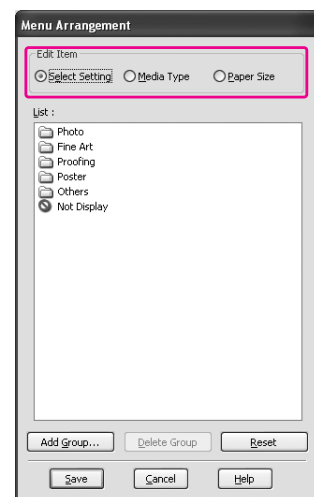 Menu Arrangement
Edit Item
Select Setting Media Type Paper Size
List :
Photo
Fine Art
Proofing
Poster
Others
Not Display
Add Group... Delete Group Reset
Save Cancel Help